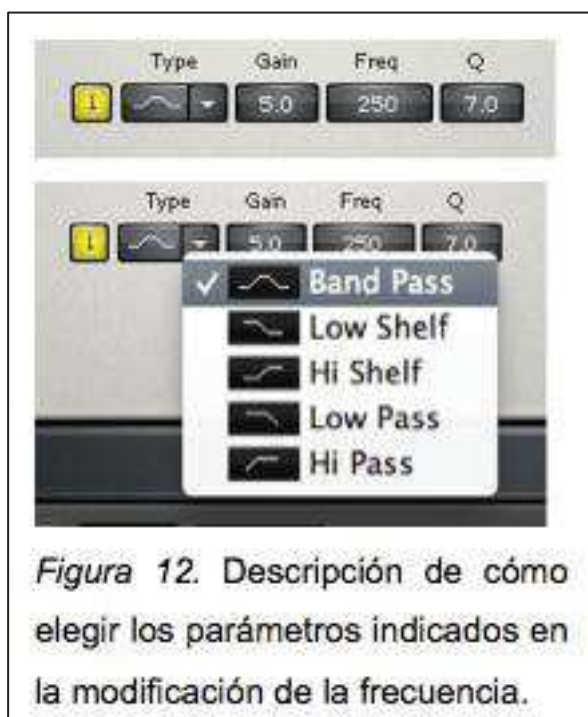 Type Gain Freq Q
1 5.0 250 7.0
Type Gain Freq Q
1 5.0 250 7.0
✓ Band Pass
Low Shelf
Hi Shelf
Low Pass
Hi Pass
Figura 12. Descripción de cómo
elegir los parámetros indicados en
la modificación de la frecuencia.